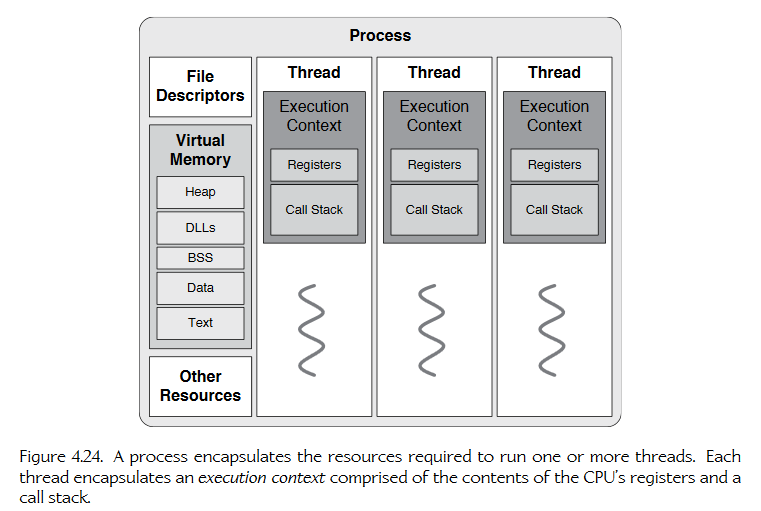 Process
File
Descriptors
Virtual
Memory
Heap
DLLs
BSS
Data
Text
Other
Resources
Thread
Execution
Context
Registers
Call Stack
Thread
Execution
Context
Registers
Call Stack
Thread
Execution
Context
Registers
Call Stack
Figure 4.24. A process encapsulates the resources required to run one or more threads. Each
thread encapsulates an execution context comprised of the contents of the CPU's registers and a
call stack.